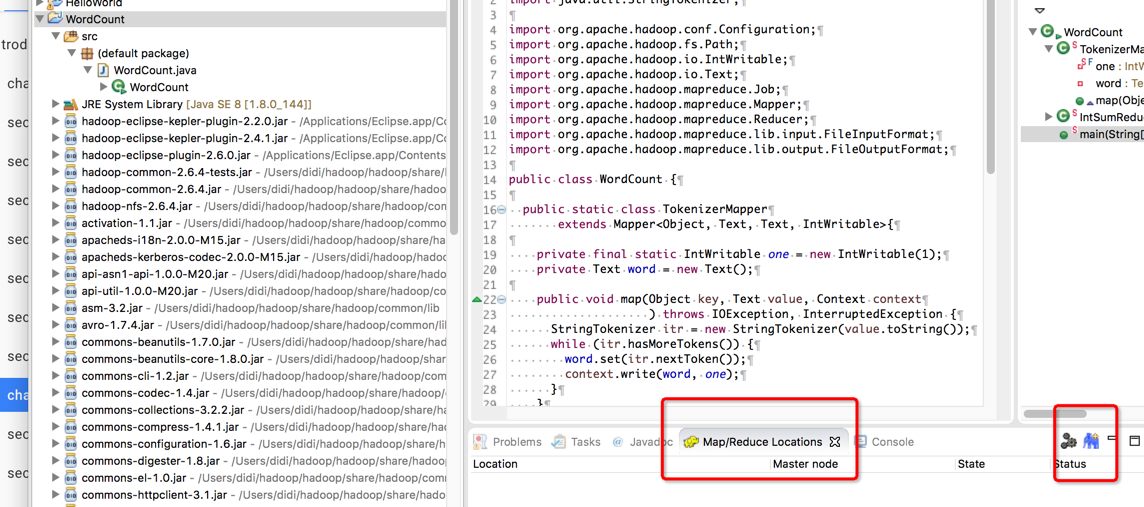 trod
cha
sec
sec
sec
sec
sec
sec
sec
cha
sec
sec
HelloWorld
WordCount
src
(default package)
WordCount.java
WordCount
JRE System Library [Java SE 8 [1.8.0_144]]
hadoop-eclipse-kepler-plugin-2.2.0.jar - /Applications/Eclipse.app/Co
hadoop-eclipse-kepler-plugin-2.4.1.jar - /Applications/Eclipse.app/Co
hadoop-eclipse-plugin-2.6.0.jar - /Applications/Eclipse.app/Contents
hadoop-common-2.6.4-tests.jar - /Users/didi/hadoop/share/hadoop/
hadoop-common-2.6.4.jar - /Users/didi/hadoop/share/hadoop/comm
hadoop-nfs-2.6.4.jar - /Users/didi/hadoop/share/hadoop/common
activation-1.1.jar - /Users/didi/hadoop/share/hadoop/common/lib
apacheds-i18n-2.0.0-M15.jar - /Users/didi/hadoop/share/hadoop/
apacheds-kerberos-codec-2.0.0-M15.jar - /Users/didi/hadoop/sha
api-asn1-api-1.0.0-M20.jar - /Users/didi/hadoop/share/hadoop/co
api-util-1.0.0-M20.jar - /Users/didi/hadoop/share/hadoop/commo
asm-3.2.jar - /Users/didi/hadoop/share/hadoop/common/lib
avro-1.7.4.jar - /Users/didi/hadoop/share/hadoop/common/lib
commons-beanutils-1.7.0.jar - /Users/didi/hadoop/share/hadoop/
commons-beanutils-core-1.8.0.jar - /Users/didi/hadoop/share/had
commons-cli-1.2.jar - /Users/didi/hadoop/share/hadoop/common/
commons-codec-1.4.jar - /Users/didi/hadoop/share/hadoop/comm
commons-collections-3.2.2.jar - /Users/didi/hadoop/share/hadoop
commons-compress-1.4.1.jar - /Users/didi/hadoop/share/hadoop/
commons-configuration-1.6.jar - /Users/didi/hadoop/share/hadoop
commons-digester-1.8.jar - /Users/didi/hadoop/share/hadoop/con
commons-el-1.0.jar - /Users/didi/hadoop/share/hadoop/common/l
commons-httpclient-3.1.jar - /Users/didi/hadoop/share/hadoop/co
2 import java.util.StringTokenizer;
3 ¶
4 import org.apache.hadoop.conf.Configuration;¶
5 import org.apache.hadoop.fs.Path;¶
6 import org.apache.hadoop.io.IntWritable;¶
7 import org.apache.hadoop.io.Text;¶
8 import org.apache.hadoop.mapreduce.Job;¶
9 import org.apache.hadoop.mapreduce.Mapper;¶
10 import org.apache.hadoop.mapreduce.Reducer;¶
11 import org.apache.hadoop.mapreduce.lib.input.FileInputFormat;¶
12 import org.apache.hadoop.mapreduce.lib.output.FileOutputFormat;¶
13 ¶
14 public class WordCount {¶
15 ¶
16 public static class TokenizerMapper¶
17 extends Mapper<Object, Text, Text, IntWritable>{¶
18 ¶
19 private final static IntWritable one = new IntWritable(1);¶
20 private Text word = new Text();¶
21 ¶
22 public void map(Object key, Text value, Context context¶
23 ) throws IOException, InterruptedException {¶
24 StringTokenizer itr = new StringTokenizer(value.toString());¶
25 while (itr.hasMoreTokens()) {¶
26 word.set(itr.nextToken());¶
27 context.write(word, one);¶
28 }¶
29 }¶
WordCount
TokenizerMa
one : IntW
word : Te
map(Obje
IntSumReduc
main(String[]
Problems Tasks @ Javadoc Map/Reduce Locations Console
Location Master node State Status